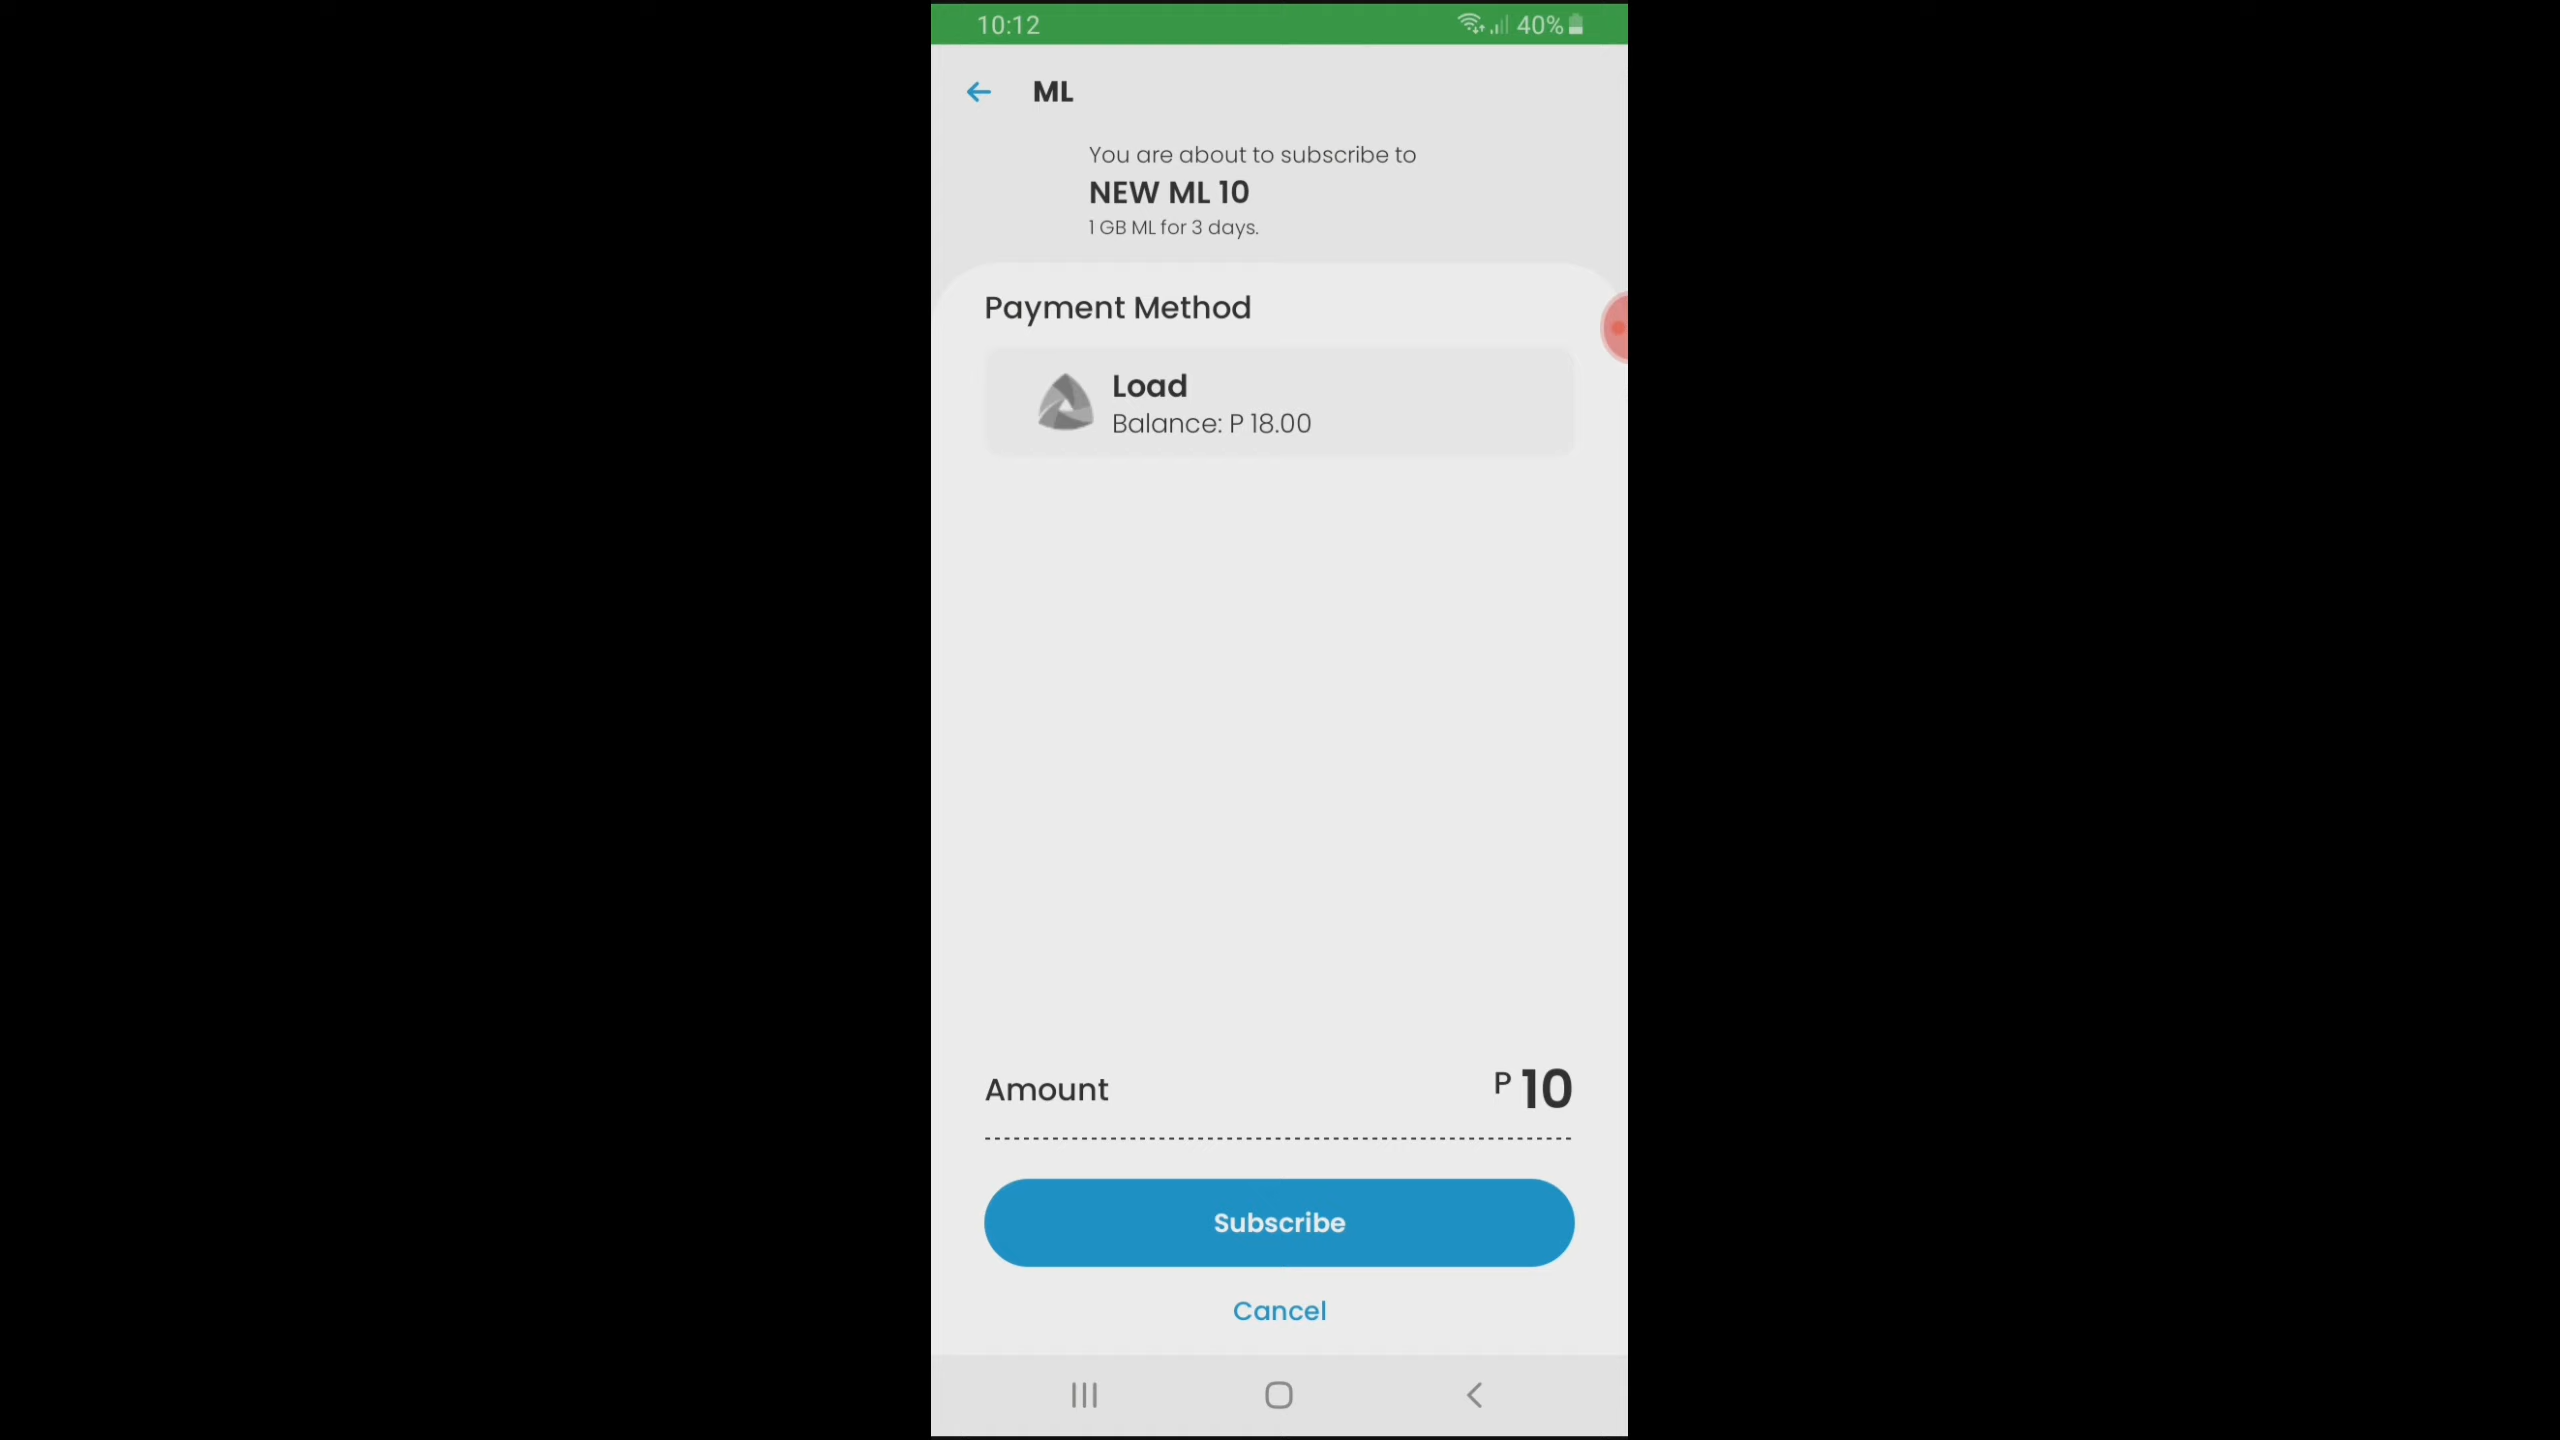 10:12
40%
ML
You are about to subscribe to
NEW ML 10
1 GB ML for 3 days.
Payment Method
Load
Balance: P 18.00
Amount
P 10
Subscribe
Cancel